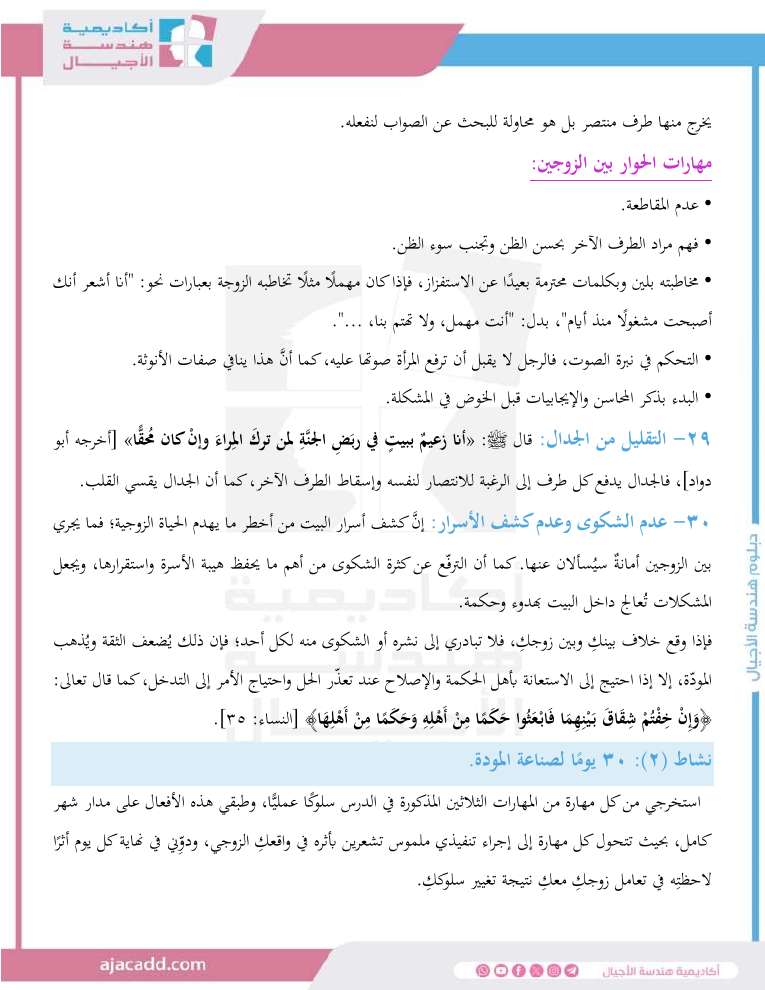 أكاديمية
هندسة
الأجيال
يخرج منها طرف منتصر بل هو محاولة للبحث عن الصواب لنفعله.
مهارات الحوار بين الزوجين:
• عدم المقاطعة.
• فهم مراد الطرف الآخر بحسن الظن وتجنب سوء الظن.
• مخاطبته بلين وبكلمات محترمة بعيدًا عن الاستفزاز، فإذا كان مهملًا مثلًا تخاطبه الزوجة بعبارات نحو: "أنا أشعر أنك
أصبحت مشغولًا منذ أيام"، بدل: "أنت مهمل، ولا تهتم بنا، ...".
• التحكم في نبرة الصوت، فالرجل لا يقبل أن ترفع المرأة صوتها عليه، كما أنَّ هذا ينافي صفات الأنوثة.
• البدء بذكر المحاسن والإيجابيات قبل الخوض في المشكلة.
٢٩- التقليل من الجدال: قال ﷺ: «أنا زعيمٌ ببيتٍ في ربَضِ الجنَّةِ لمن تركَ المِراءَ وإنْ كان مُحقًّا» [أخرجه أبو
دواد]، فالجدال يدفع كل طرف إلى الرغبة للانتصار لنفسه وإسقاط الطرف الآخر، كما أن الجدال يقسي القلب.
٣٠- عدم الشكوى وعدم كشف الأسرار: إنَّ كشف أسرار البيت من أخطر ما يهدم الحياة الزوجية؛ فما يجري
بين الزوجين أمانةٌ سيُسألان عنها. كما أن الترفّع عن كثرة الشكوى من أهم ما يحفظ هيبة الأسرة واستقرارها، ويجعل
المشكلات تُعالج داخل البيت بهدوء وحكمة.
فإذا وقع خلاف بينكِ وبين زوجكِ، فلا تبادري إلى نشره أو الشكوى منه لكل أحد؛ فإن ذلك يُضعف الثقة ويُذهب
المودّة، إلا إذا احتيج إلى الاستعانة بأهل الحكمة والإصلاح عند تعذّر الحل واحتياج الأمر إلى التدخل، كما قال تعالى:
﴿وَإِنْ خِفْتُمْ شِقَاقَ بَيْنِهِمَا فَابْعَثُوا حَكَمًا مِنْ أَهْلِهِ وَحَكَمًا مِنْ أَهْلِهَا﴾ [النساء: ٣٥].
نشاط (٢): ٣٠ يومًا لصناعة المودة.
استخرجي من كل مهارة من المهارات الثلاثين المذكورة في الدرس سلوكًا عمليًّا، وطبقي هذه الأفعال على مدار شهر
كامل، بحيث تتحول كل مهارة إلى إجراء تنفيذي ملموس تشعرين بأثره في واقعكِ الزوجي، ودوِّني في نهاية كل يوم أثرًا
لاحظتِه في تعامل زوجكِ معكِ نتيجة تغيير سلوككِ.
دبلوم هندسة الأجيال
أكاديمية هندسة الأجيال
ajacadd.com